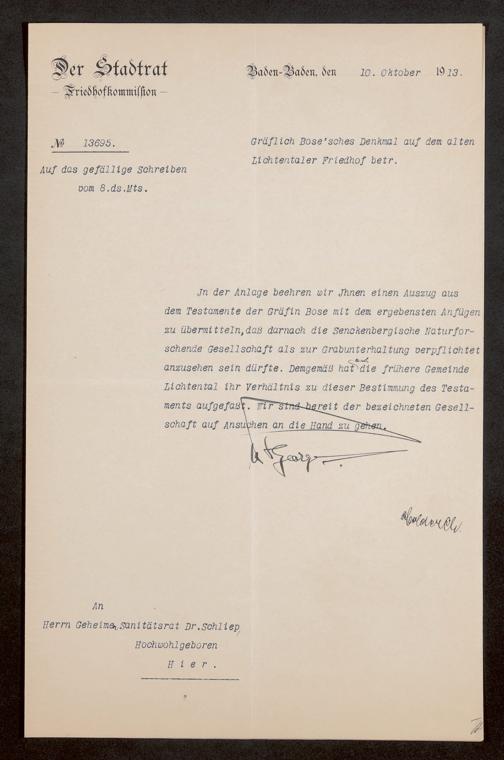 Der Stadtrat
– Friedhofkommission –
Baden-Baden, den 10. Oktober 1913.
№ 13695.
Auf das gefällige Schreiben
vom 8.ds.Mts.
Gräflich Bose'sches Denkmal auf dem alten
Lichtentaler Friedhof betr.
Jn der Anlage beehren wir Jhnen einen Auszug aus
dem Testamente der Gräfin Bose mit dem ergebensten Anfügen
zu übermitteln,daß darnach die Senckenbergische Naturfor-
schende Gesellschaft als zur Grabunterhaltung verpflichtet
anzusehen sein dürfte. Demgemäß hat auch die frühere Gemeinde
Lichtental ihr Verhältnis zu dieser Bestimmung des Testa-
ments aufgefaßt. Wir sind bereit der bezeichneten Gesell-
schaft auf Ansuchen an die Hand zu gehen.
An
Herrn Geheimen Sanitätsrat Dr.Schliep,
Hochwohlgeboren
Hier.